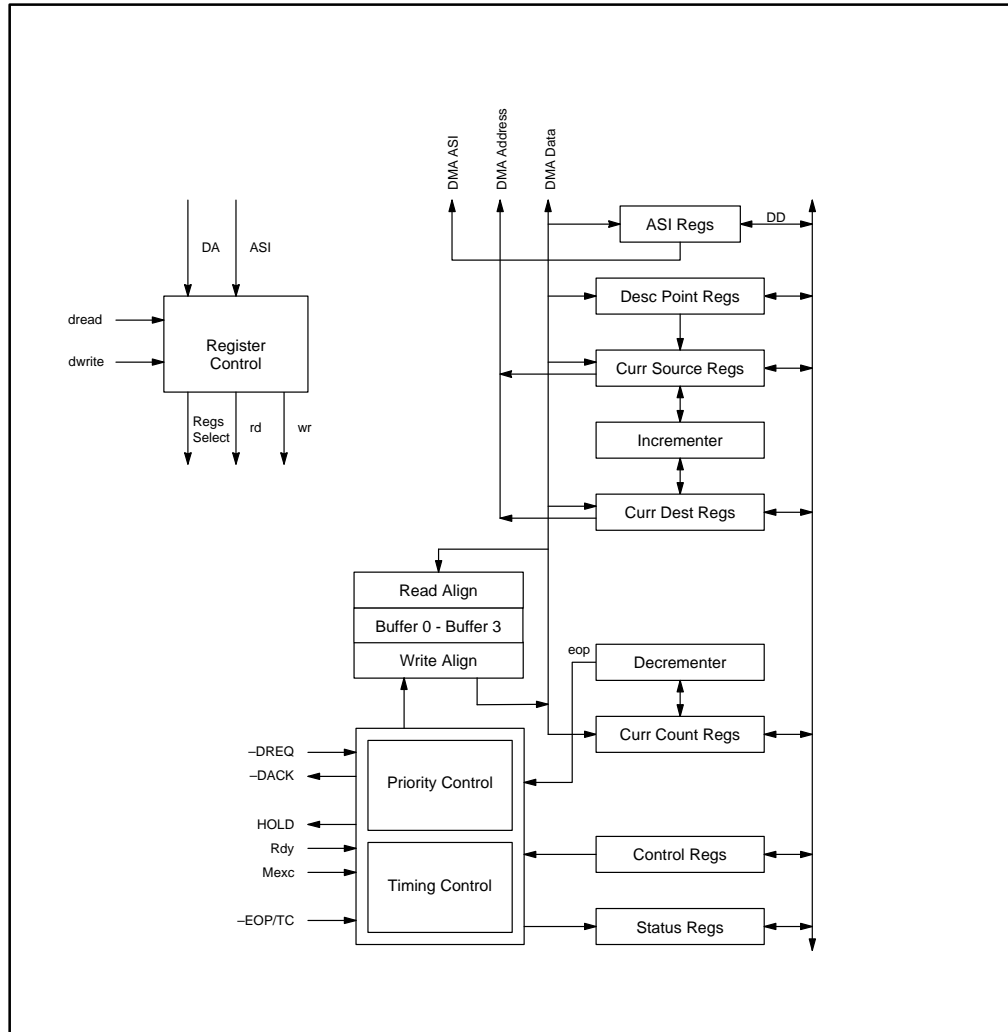 DMA ASI
DMA Address
DMA Data
ASI Regs
DD
DA
ASI
Desc Point Regs
dread
Register
Control
dwrite
Curr Source Regs
Regs
Select
rd
wr
Incrementer
Curr Dest Regs
Read Align
Buffer 0 - Buffer 3
Write Align
eop
Decrementer
Curr Count Regs
–DREQ
–DACK
Priority Control
HOLD
Rdy
Mexc
Control Regs
Timing Control
–EOP/TC
Status Regs